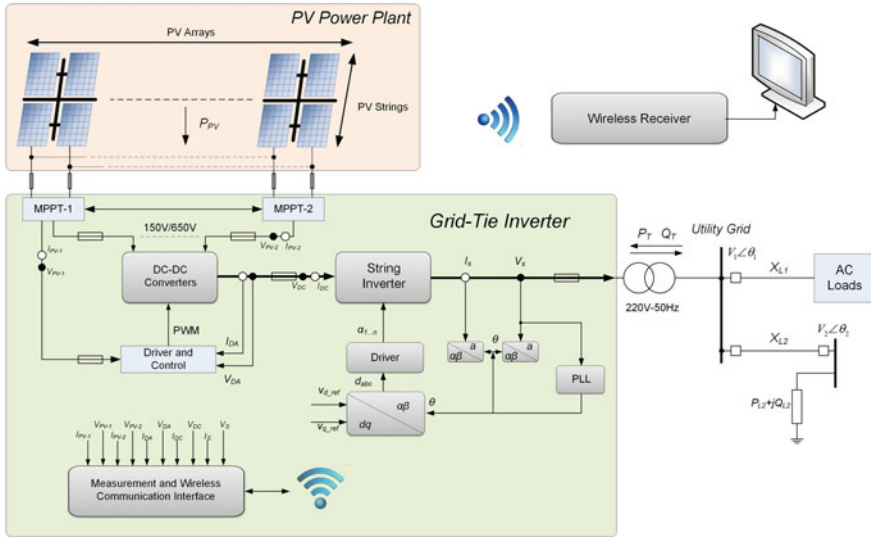 PV Power Plant
PV Arrays
PV Strings
P_PV
Wireless Receiver
MPPT-1
MPPT-2
Grid-Tie Inverter
150V/650V
I_PV-1
V_PV-1
V_PV-2
I_PV-2
DC-DC
Converters
V_DC
I_DC
String
Inverter
I_s
V_s
P_T Q_T
Utility Grid
V_1∠θ_1
220V-50Hz
X_L1
AC
Loads
PWM
I_DA
V_DA
Driver and
Control
α_1...n
Driver
d_abc
a
αβ
θ
a
αβ
PLL
X_L2
V_2∠θ_2
P_L2+jQ_L2
v_d_ref
v_q_ref
αβ
dq
θ
I_PV-1
V_PV-1
I_PV-2
V_PV-2
I_DA
V_DA
I_DC
V_DC
I_S
V_S
Measurement and Wireless
Communication Interface